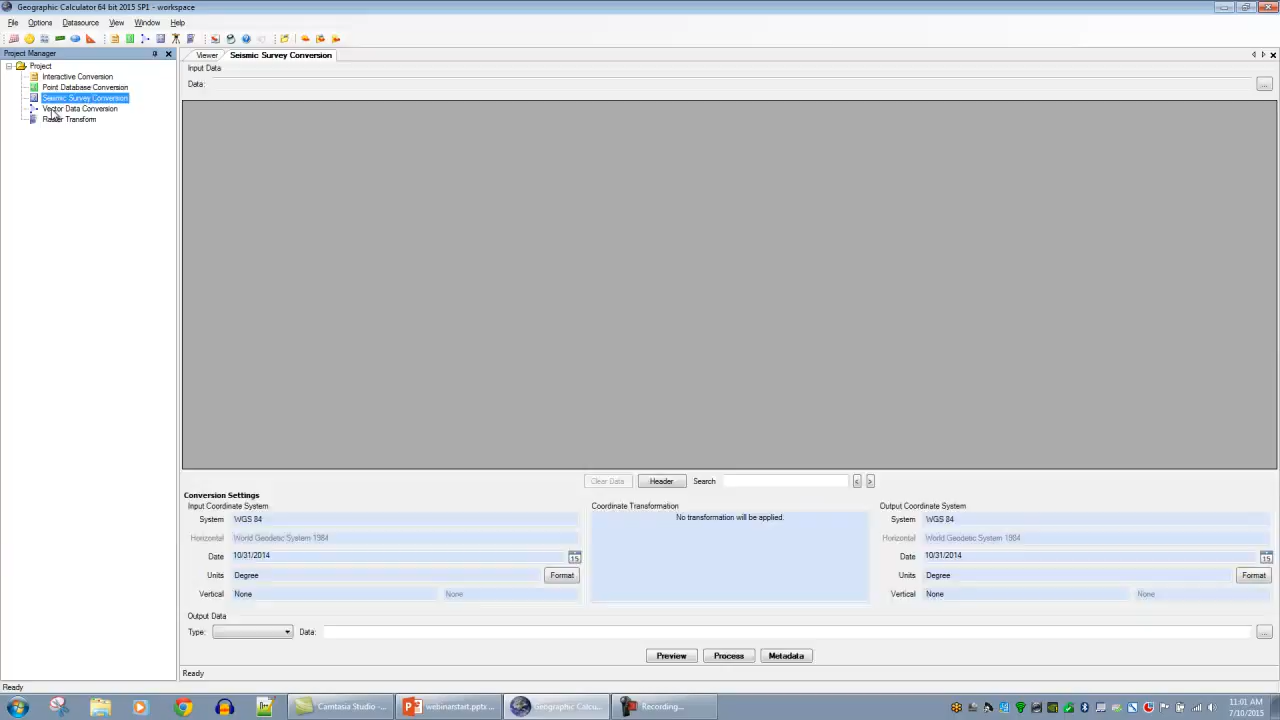 Geographic Calculator 64 bit 2015 SP1 - workspace
File Options Datasource View Window Help
Project Manager
Viewer Seismic Survey Conversion
Project
Interactive Conversion
Point Database Conversion
Seismic Survey Conversion
Vector Data Conversion
Raster Transform
Input Data
Data:
...
Clear Data Header Search < >
Conversion Settings
Input Coordinate System Coordinate Transformation Output Coordinate System
System WGS 84 No transformation will be applied. System WGS 84
Horizontal World Geodetic System 1984 Horizontal World Geodetic System 1984
Date 10/31/2014 15 Date 10/31/2014 15
Units Degree Format Units Degree Format
Vertical None None Vertical None None
Output Data
Type: Data: ...
Preview Process Metadata
Ready
Ready
Camtasia Studio -... webinarstart.pptx ... Geographic Calcu... Recording...
11:01 AM
7/10/2015